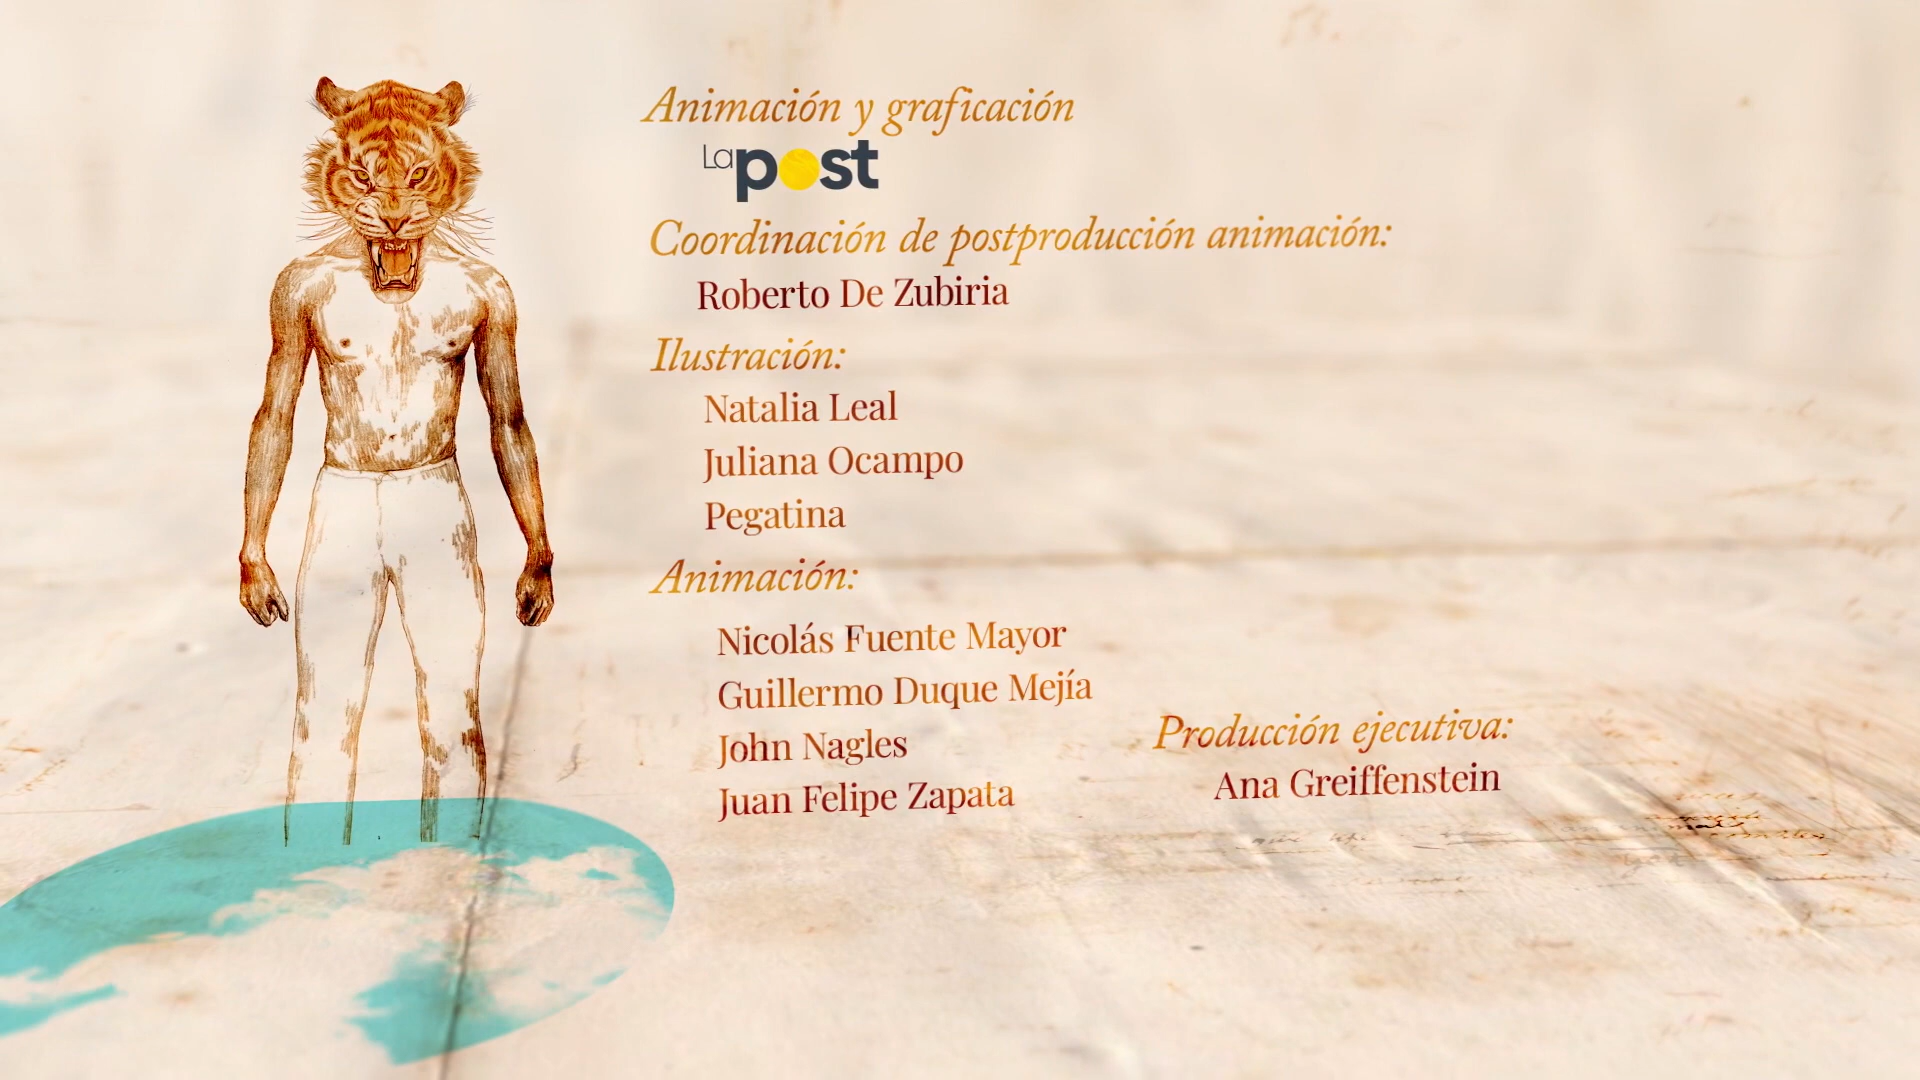 Animación y graficación
La post
Coordinación de postproducción animación:
Roberto De Zubiria
Ilustración:
Natalia Leal
Juliana Ocampo
Pegatina
Animación:
Nicolás Fuente Mayor
Guillermo Duque Mejía
John Nagles
Juan Felipe Zapata
Producción ejecutiva:
Ana Greiffenstein